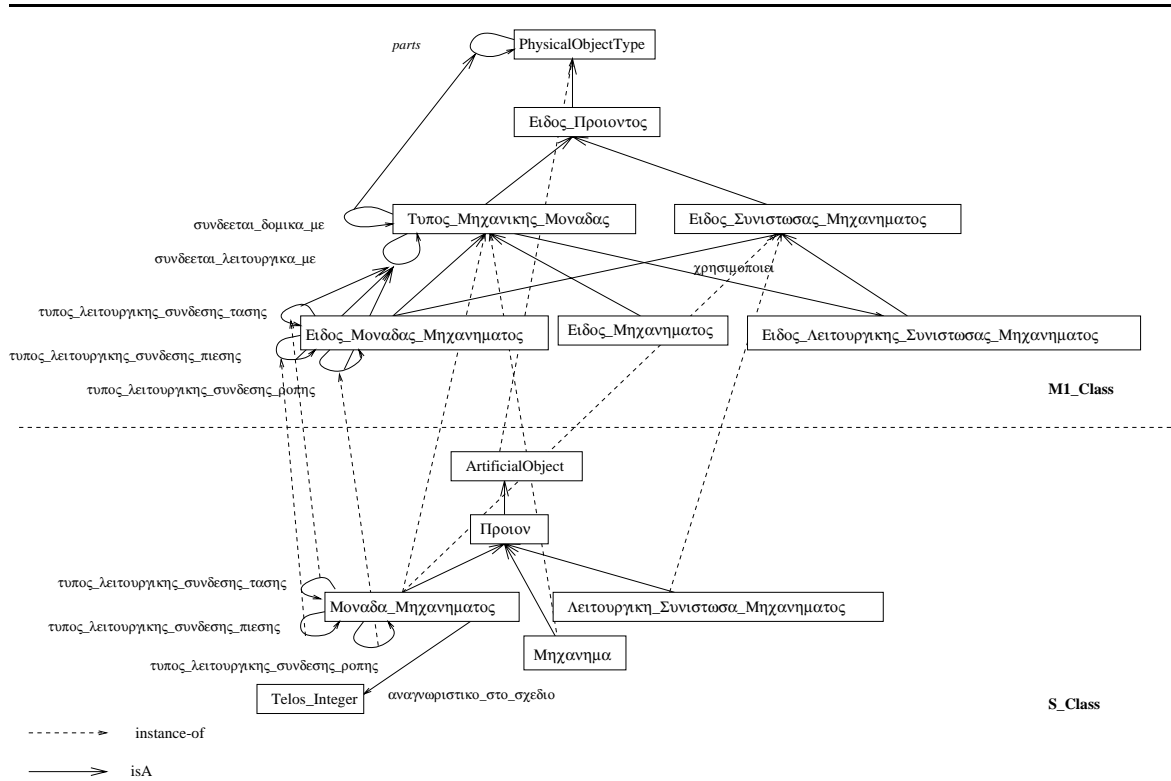 parts
PhysicalObjectType
Ειδος_Προιοντος
Τυπος_Μηχανικης_Μοναδας
Ειδος_Συνιστωσας_Μηχανηματος
συνδεεται_δομικα_με
συνδεεται_λειτουργικα_με
χρησιμοποιει
τυπος_λειτουργικης_συνδεσης_τασης
Ειδος_Μοναδας_Μηχανηματος
Ειδος_Μηχανηματος
Ειδος_Λειτουργικης_Συνιστωσας_Μηχανηματος
τυπος_λειτουργικης_συνδεσης_πιεσης
τυπος_λειτουργικης_συνδεσης_ροπης
M1_Class
ArtificialObject
Προιον
τυπος_λειτουργικης_συνδεσης_τασης
Μοναδα_Μηχανηματος
Λειτουργικη_Συνιστωσα_Μηχανηματος
τυπος_λειτουργικης_συνδεσης_πιεσης
Μηχανημα
τυπος_λειτουργικης_συνδεσης_ροπης
Telos_Integer
αναγνωριστικο_στο_σχεδιο
S_Class
instance-of
isA